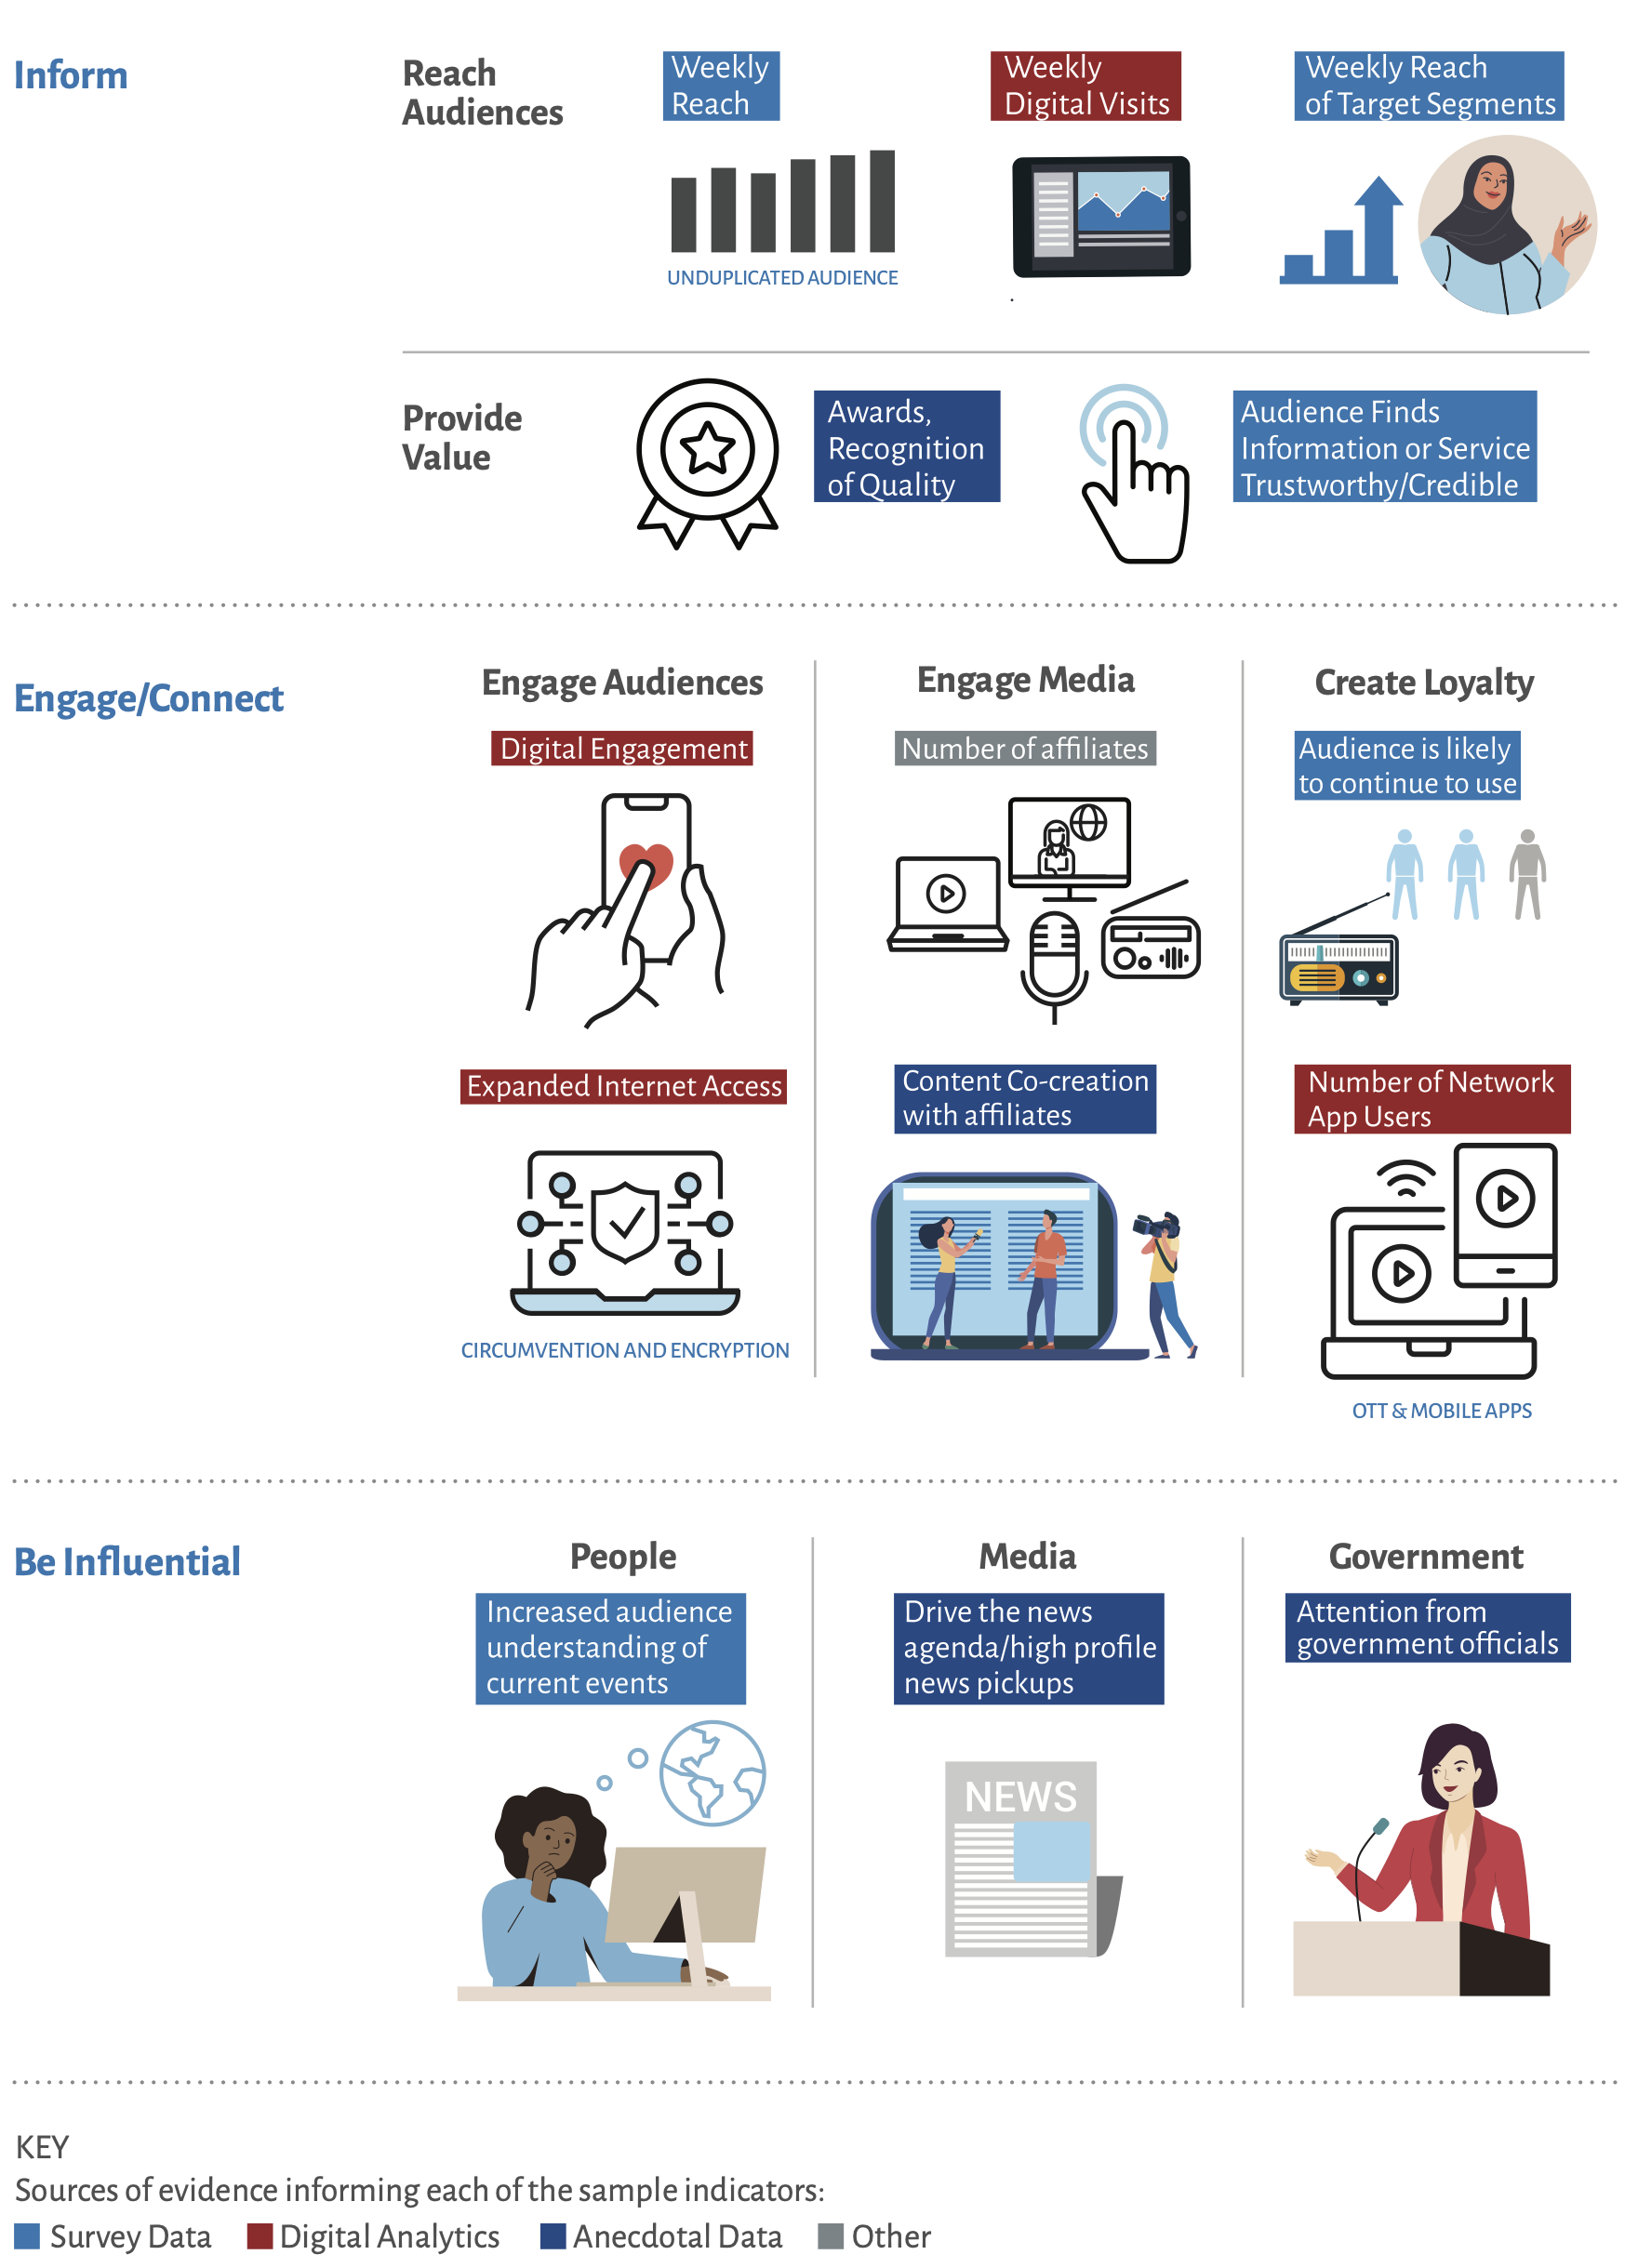 Inform
Reach
Audiences
Weekly
Reach
Weekly
Digital Visits
Weekly Reach
of Target Segments
UNDUPLICATED AUDIENCE
Provide
Value
Awards,
Recognition
of Quality
Audience Finds
Information or Service
Trustworthy/Credible
Engage/Connect
Engage Audiences
Digital Engagement
Expanded Internet Access
CIRCUMVENTION AND ENCRYPTION
Engage Media
Number of affiliates
Content Co-creation
with affiliates
Create Loyalty
Audience is likely
to continue to use
Number of Network
App Users
OTT & MOBILE APPS
Be Influential
People
Increased audience
understanding of
current events
Media
Drive the news
agenda/high profile
news pickups
NEWS
Government
Attention from
government officials
KEY
Sources of evidence informing each of the sample indicators:
Survey Data
Digital Analytics
Anecdotal Data
Other